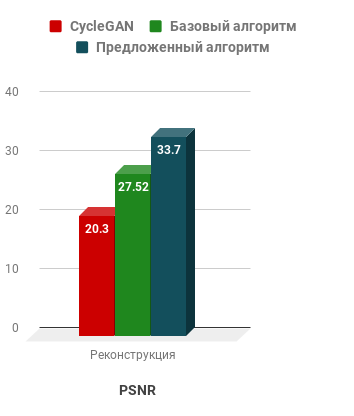 CycleGAN Базовый алгоритм
Предложенный алгоритм
40
30
20
10
0
33.7
27.52
20.3
Реконструкция
PSNR